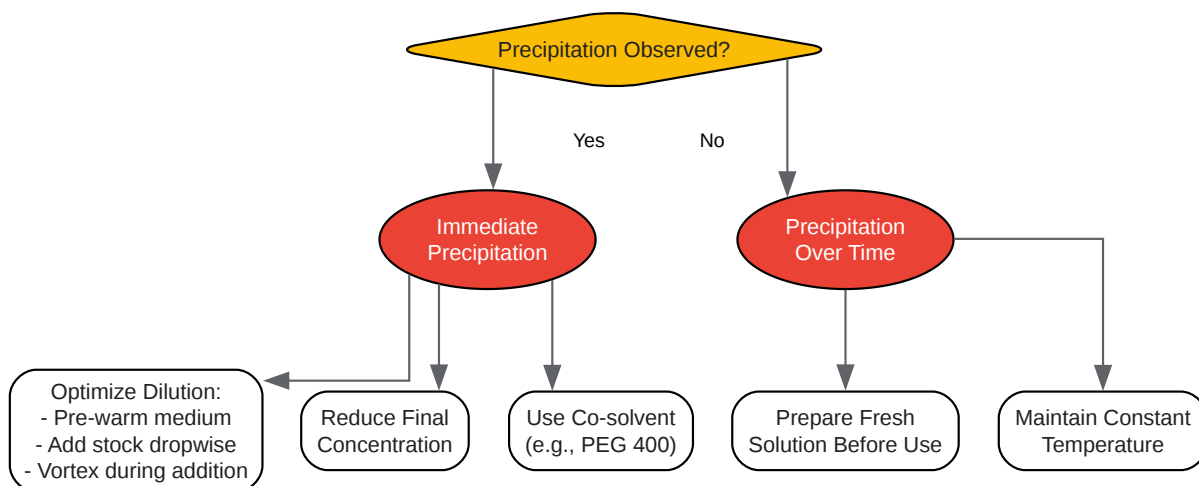 Precipitation Observed?
Yes
No
Immediate
Precipitation
Precipitation
Over Time
Optimize Dilution:
- Pre-warm medium
- Add stock dropwise
- Vortex during addition
Reduce Final
Concentration
Use Co-solvent
(e.g., PEG 400)
Prepare Fresh
Solution Before Use
Maintain Constant
Temperature